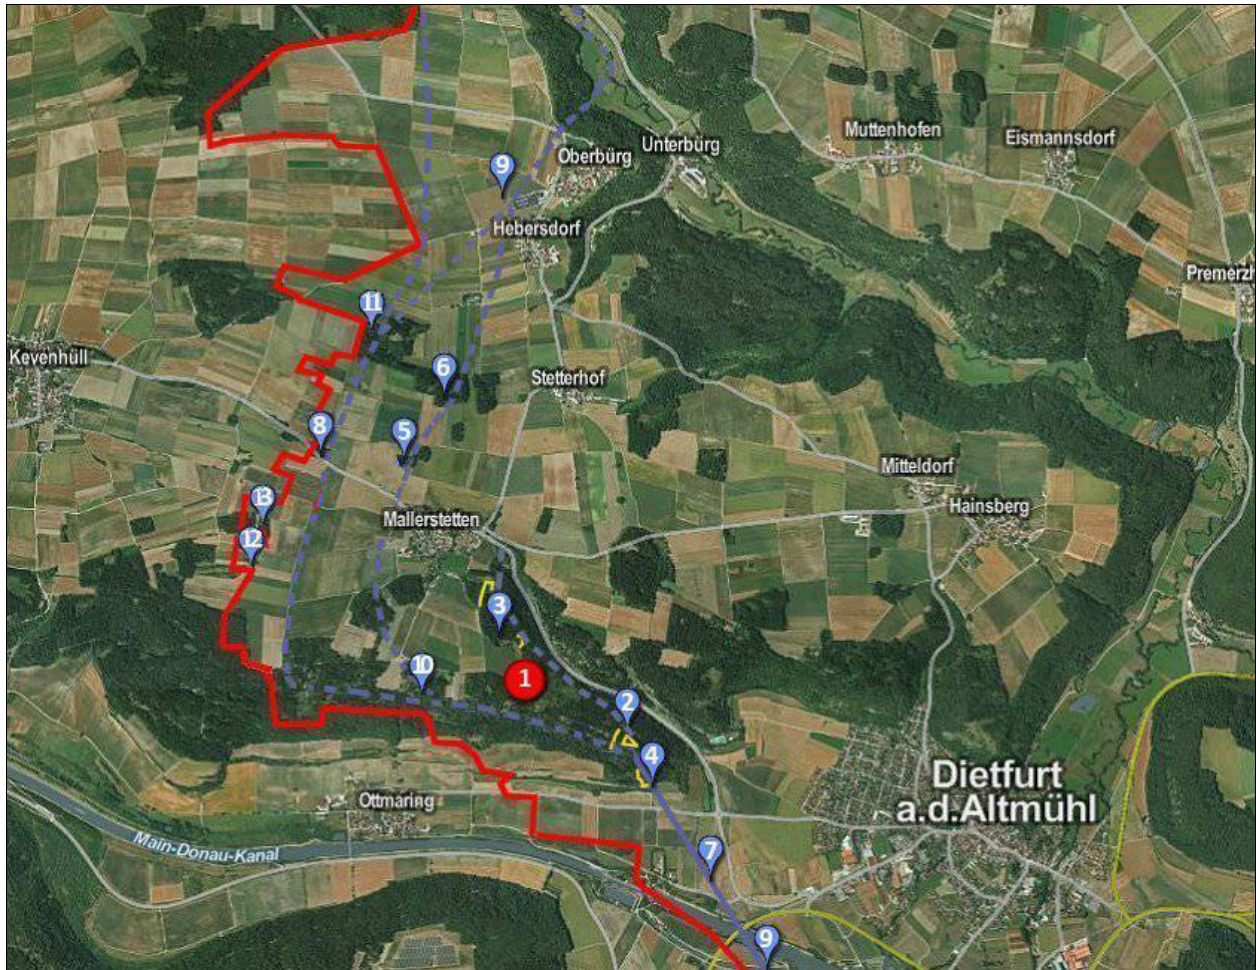 Muttenhofen
Eismannsdorf
Unterbürg
Oberbürg
9
Hebersdorf
Premerzh
11
Kevenhüll
6
Stetterhof
8
5
Mitteldorf
13
Hainsberg
Mallerstetten
12
3
10
1
2
4
Dietfurt
a.d.Altmühl
Ottmaring
Main-Donau-Kanal
7
9